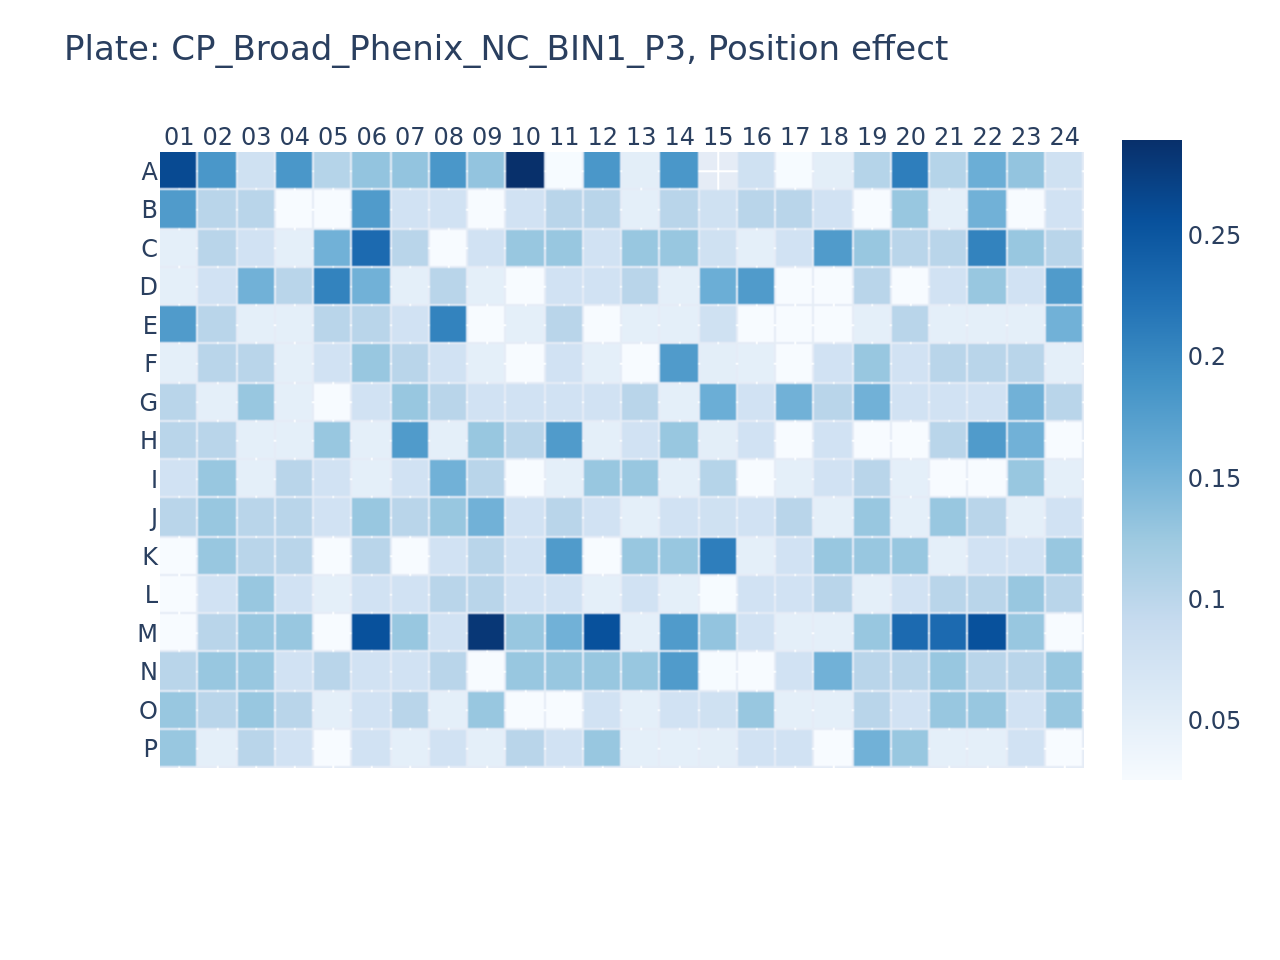 Plate: CP_Broad_Phenix_NC_BIN1_P3, Position effect
01 02 03 04 05 06 07 08 09 10 11 12 13 14 15 16 17 18 19 20 21 22 23 24
A
B
C
D
E
F
G
H
I
J
K
L
M
N
O
P
0.25
0.2
0.15
0.1
0.05